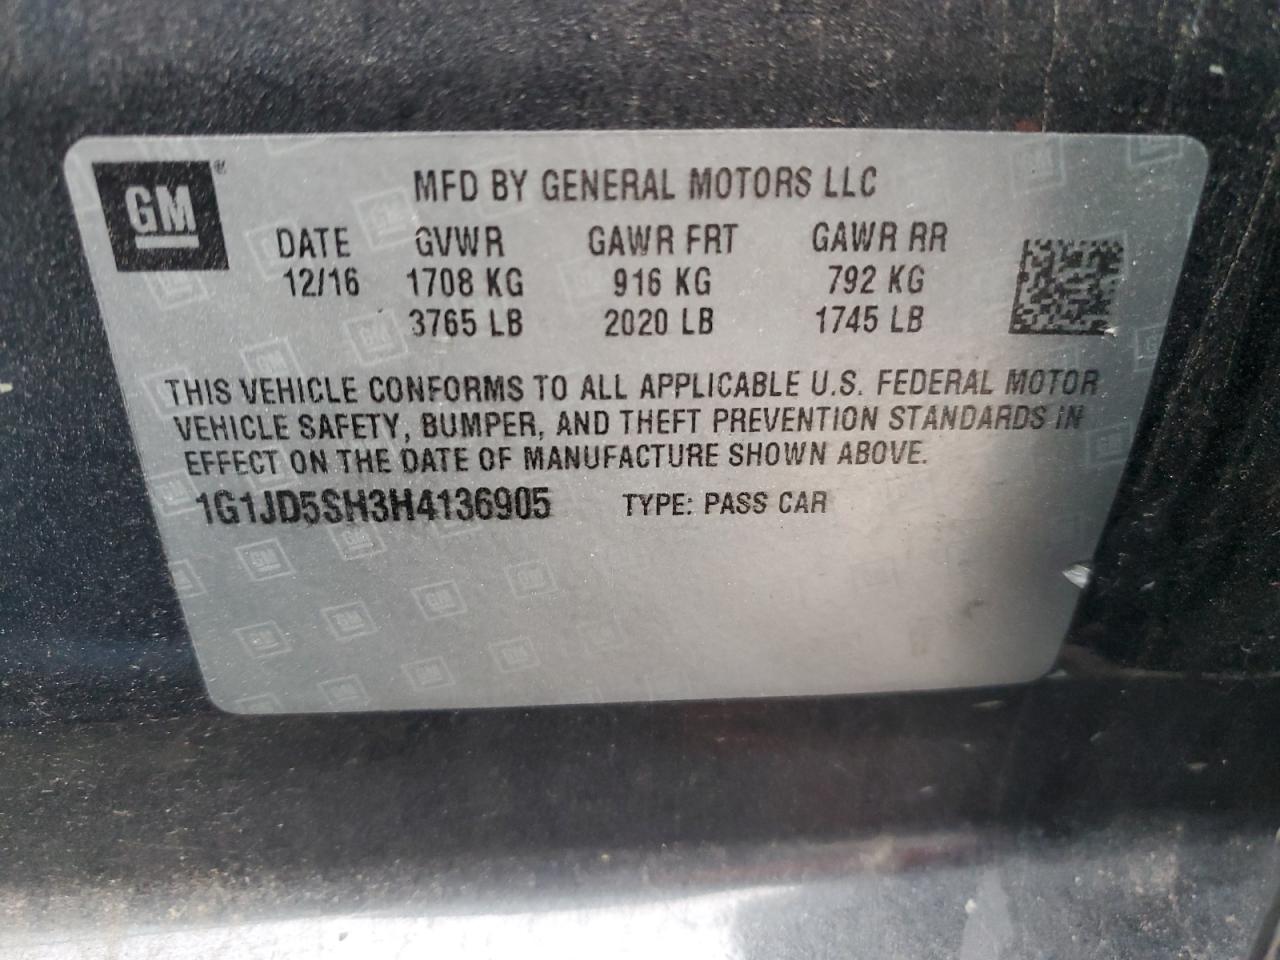 GM ®
MFD BY GENERAL MOTORS LLC
DATE GVWR GAWR FRT GAWR RR
12/16 1708 KG 916 KG 792 KG
3765 LB 2020 LB 1745 LB
THIS VEHICLE CONFORMS TO ALL APPLICABLE U.S. FEDERAL MOTOR
VEHICLE SAFETY, BUMPER, AND THEFT PREVENTION STANDARDS IN
EFFECT ON THE DATE OF MANUFACTURE SHOWN ABOVE.
1G1JD5SH3H4136905 TYPE: PASS CAR